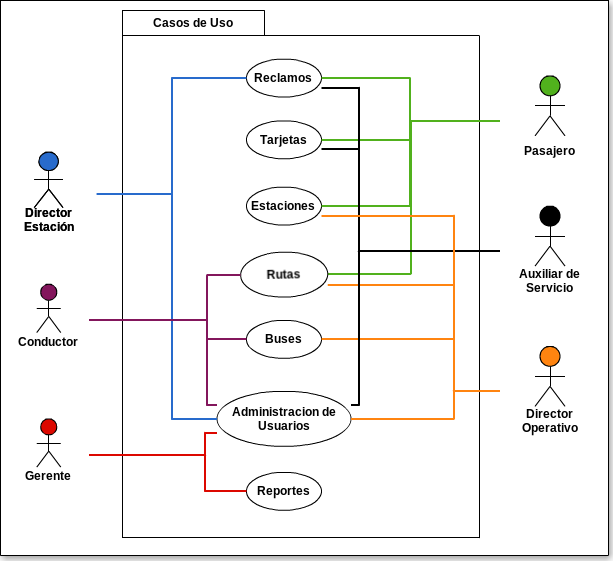 Casos de Uso
Reclamos
Tarjetas
Estaciones
Rutas
Buses
Administracion de
Usuarios
Reportes
Director
Estación
Conductor
Gerente
Pasajero
Auxiliar de
Servicio
Director
Operativo